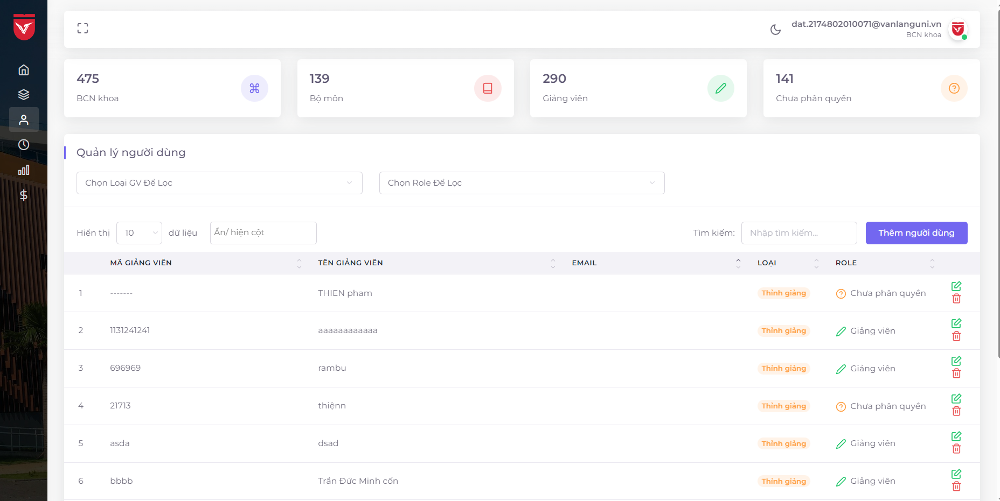 dat.2174802010071@vanlanguni.vn
BCN khoa
475
BCN khoa
139
Bộ môn
290
Giảng viên
141
Chưa phân quyền
Quản lý người dùng
Chọn Loại GV Để Lọc
Chọn Role Để Lọc
Hiển thị 10 dữ liệu Ẩn/ hiện cột Tìm kiếm: Nhập tìm kiếm... Thêm người dùng
MÃ GIẢNG VIÊN TÊN GIẢNG VIÊN EMAIL LOẠI ROLE
1 ------- THIEN pham Thỉnh giảng Chưa phân quyền
2 1131241241 aaaaaaaaaaaa Thỉnh giảng Giảng viên
3 696969 rambu Thỉnh giảng Giảng viên
4 21713 thiệnn Thỉnh giảng Chưa phân quyền
5 asda dsad Thỉnh giảng Giảng viên
6 bbbb Trần Đức Minh cốn Thỉnh giảng Giảng viên